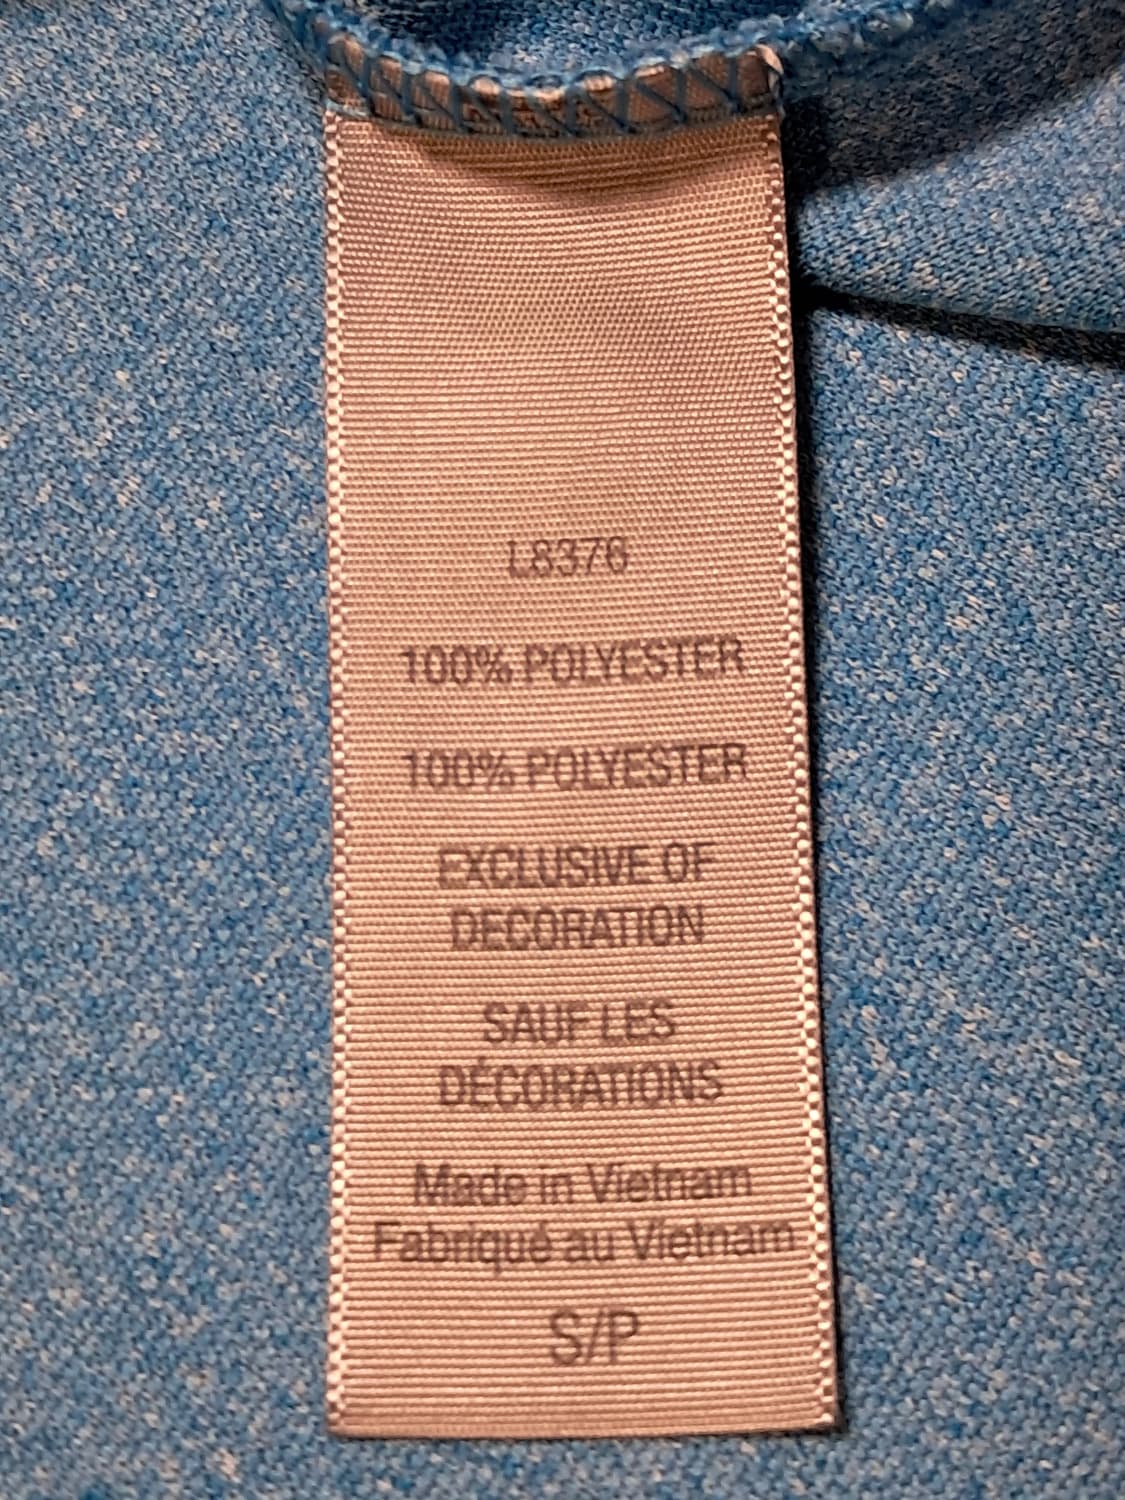 L8376
100% POLYESTER
100% POLYESTER
EXCLUSIVE OF
DECORATION
SAUF LES
DÉCORATIONS
Made in Vietnam
Fabriqué au Vietnam
S/P